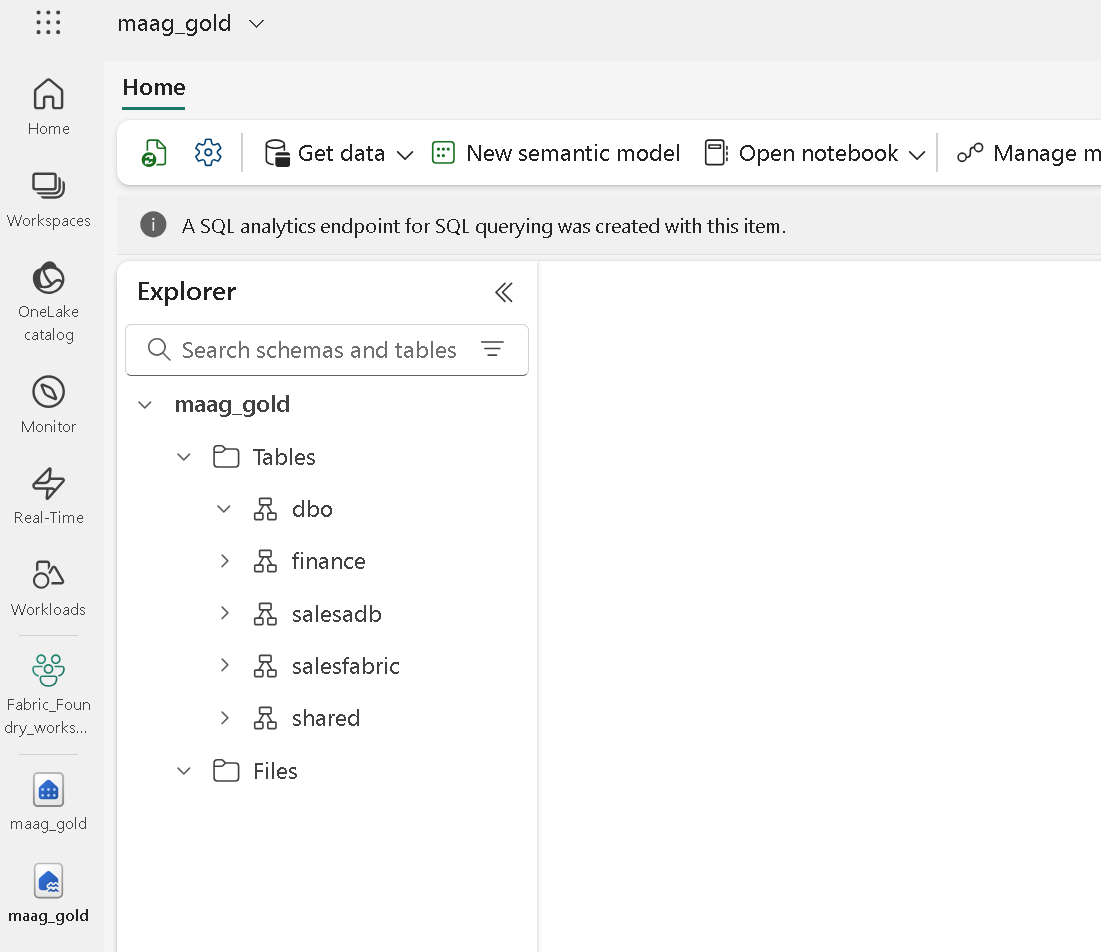 maag_gold
Home
Home
Get data
New semantic model
Open notebook
Manage m
Workspaces
A SQL analytics endpoint for SQL querying was created with this item.
OneLake
catalog
Explorer
Search schemas and tables
Monitor
maag_gold
Tables
Real-Time
dbo
finance
Workloads
salesadb
salesfabric
Fabric_Foun
dry_works...
shared
Files
maag_gold
maag_gold